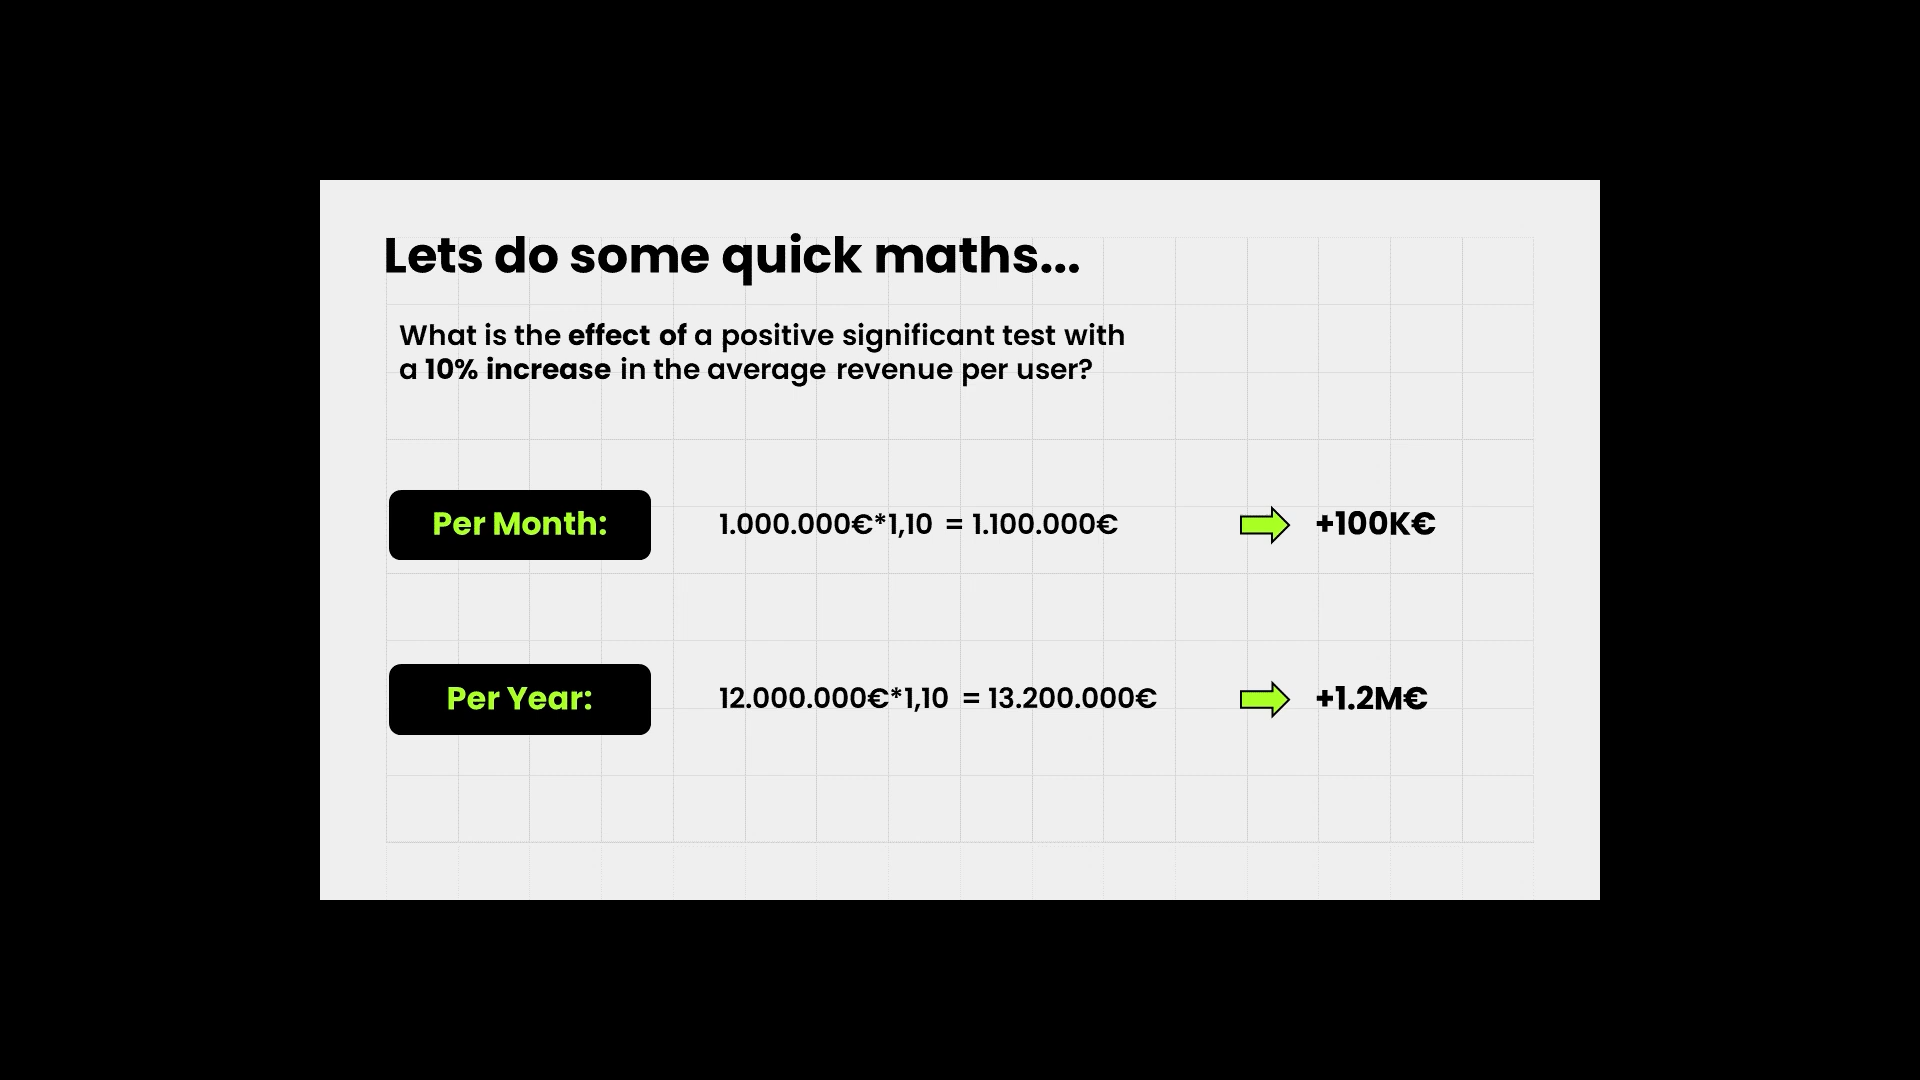 Lets do some quick maths...
What is the effect of a positive significant test with
a 10% increase in the average revenue per user?
Per Month: 1.000.000€*1,10 = 1.100.000€ +100K€
Per Year: 12.000.000€*1,10 = 13.200.000€ +1.2M€